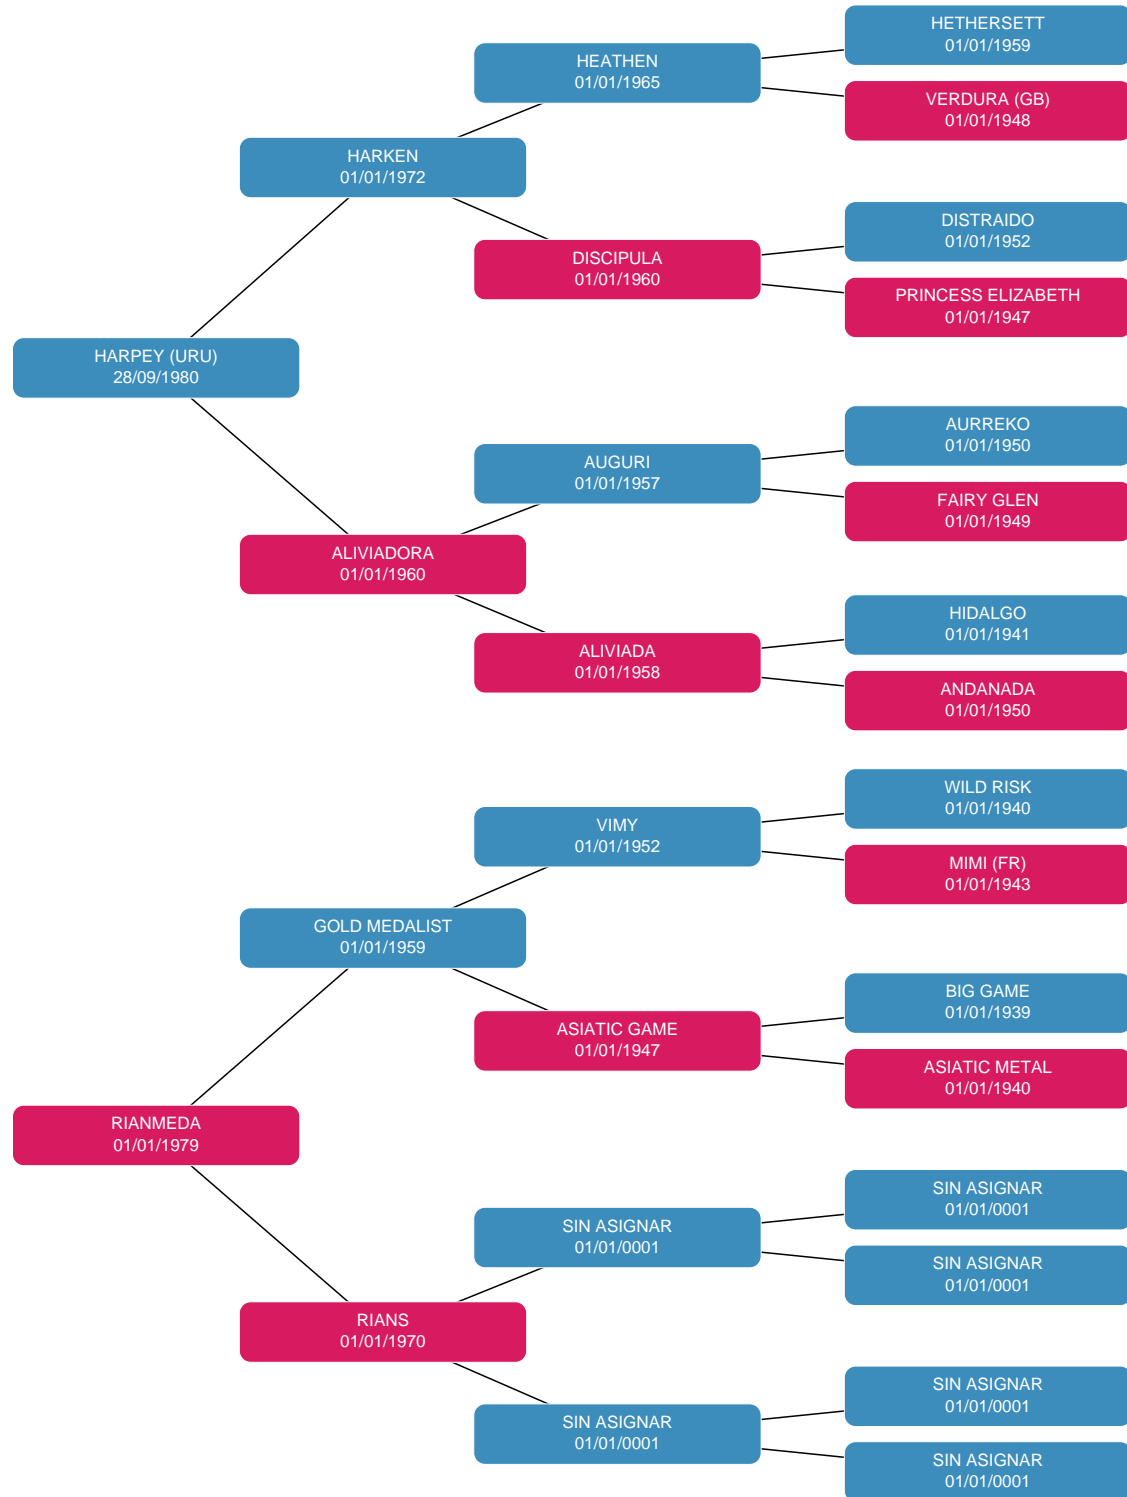 HETHERSETT
01/01/1959
HEATHEN
01/01/1965
VERDURA (GB)
01/01/1948
HARKEN
01/01/1972
DISTRAIDO
01/01/1952
DISCIPULA
01/01/1960
PRINCESS ELIZABETH
01/01/1947
HARPEY (URU)
28/09/1980
AURREKO
01/01/1950
AUGURI
01/01/1957
FAIRY GLEN
01/01/1949
ALIVIADORA
01/01/1960
HIDALGO
01/01/1941
ALIVIADA
01/01/1958
ANDANADA
01/01/1950
WILD RISK
01/01/1940
VIMY
01/01/1952
MIMI (FR)
01/01/1943
GOLD MEDALIST
01/01/1959
BIG GAME
01/01/1939
ASIATIC GAME
01/01/1947
ASIATIC METAL
01/01/1940
RIANMEDA
01/01/1979
SIN ASIGNAR
01/01/0001
SIN ASIGNAR
01/01/0001
SIN ASIGNAR
01/01/0001
RIANS
01/01/1970
SIN ASIGNAR
01/01/0001
SIN ASIGNAR
01/01/0001
SIN ASIGNAR
01/01/0001